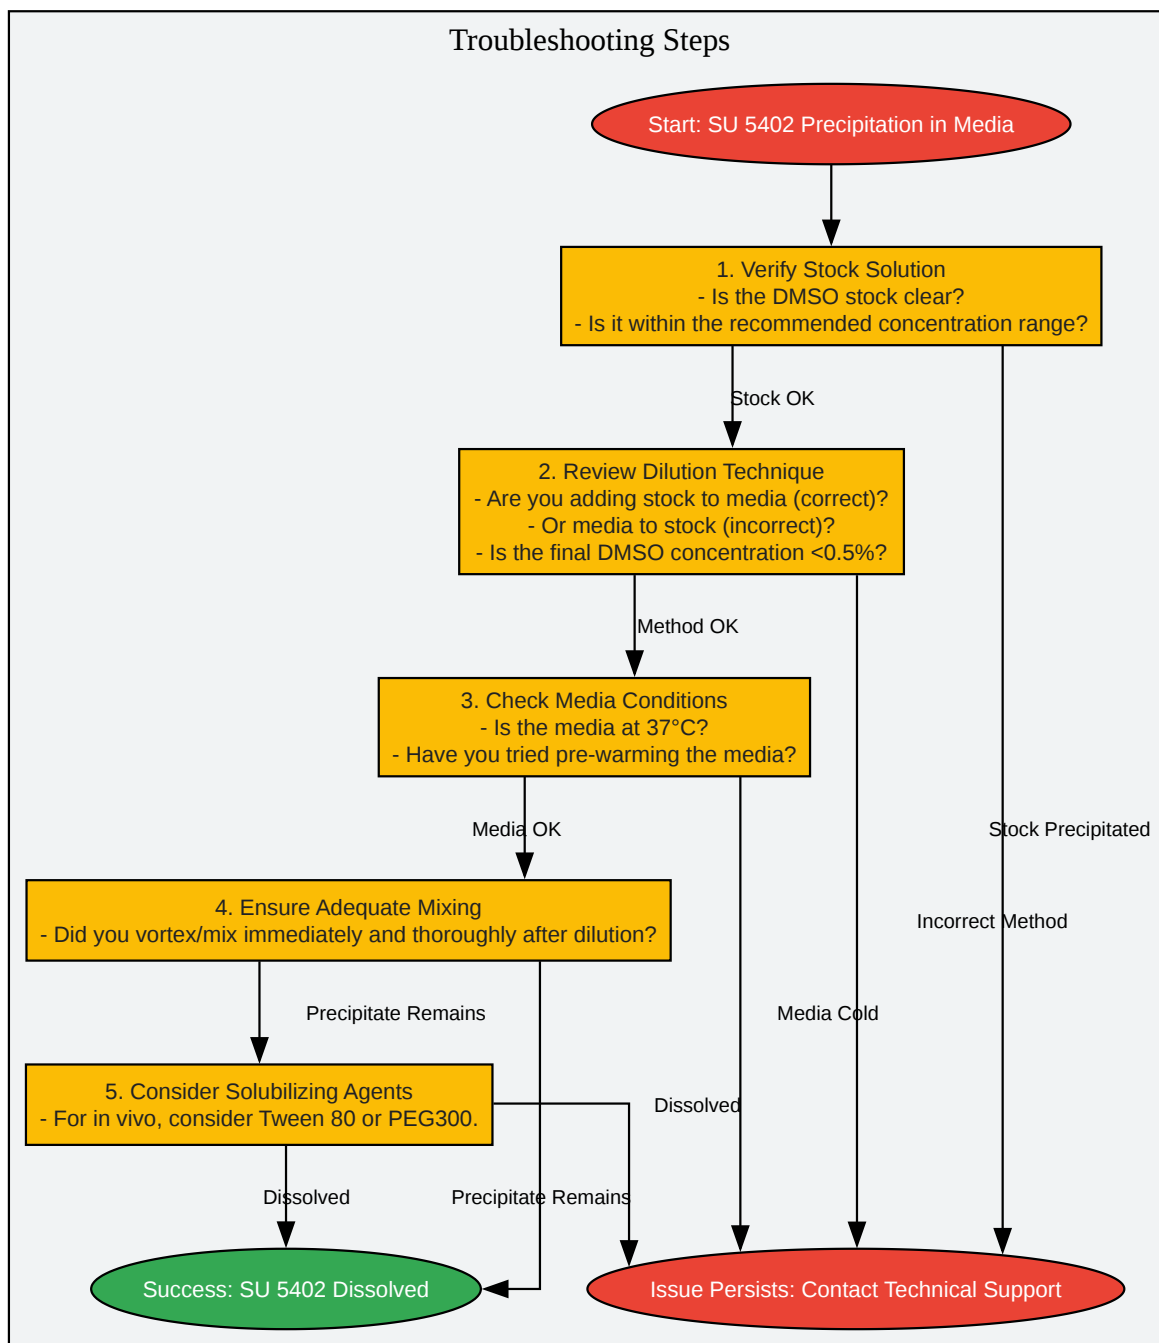 Troubleshooting Steps
Start: SU 5402 Precipitation in Media
1. Verify Stock Solution
- Is the DMSO stock clear?
- Is it within the recommended concentration range?
Stock OK
2. Review Dilution Technique
- Are you adding stock to media (correct)?
- Or media to stock (incorrect)?
- Is the final DMSO concentration <0.5%?
Method OK
3. Check Media Conditions
- Is the media at 37°C?
- Have you tried pre-warming the media?
Media OK
Stock Precipitated
4. Ensure Adequate Mixing
- Did you vortex/mix immediately and thoroughly after dilution?
Incorrect Method
Precipitate Remains
Media Cold
5. Consider Solubilizing Agents
- For in vivo, consider Tween 80 or PEG300.
Dissolved
Dissolved
Precipitate Remains
Success: SU 5402 Dissolved
Issue Persists: Contact Technical Support